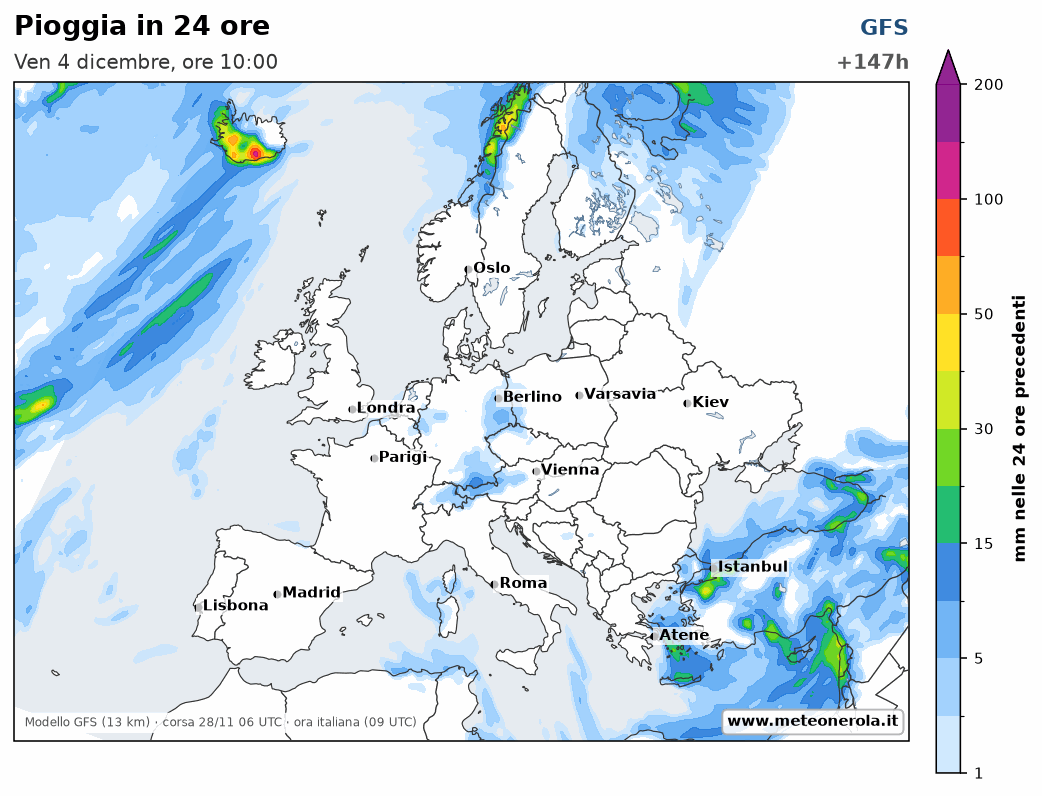 Pioggia in 24 ore
GFS
Ven 4 dicembre, ore 10:00
+147h
200
100
50
30
15
5
1
mm nelle 24 ore precedenti
Oslo
Berlino
Varsavia
Kiev
Londra
Parigi
Vienna
Istanbul
Roma
Madrid
Lisbona
Atene
Modello GFS (13 km) · corsa 28/11 06 UTC · ora italiana (09 UTC)
www.meteonerola.it